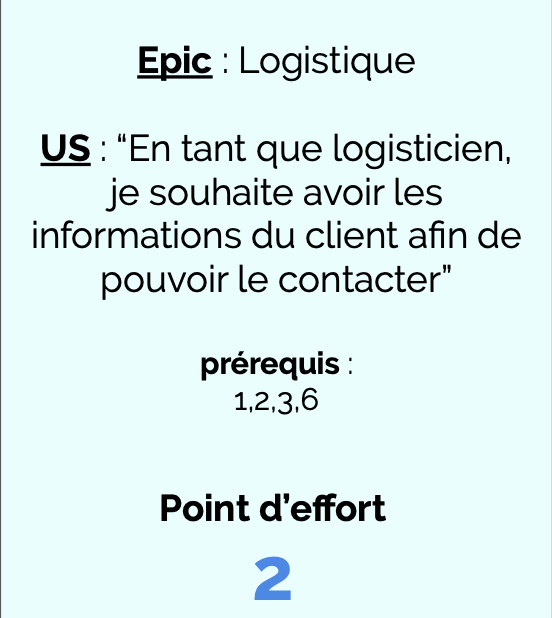 Epic : Logistique
US : “En tant que logisticien,
je souhaite avoir les
informations du client afin de
pouvoir le contacter”
prérequis :
1,2,3,6
Point d’effort
2